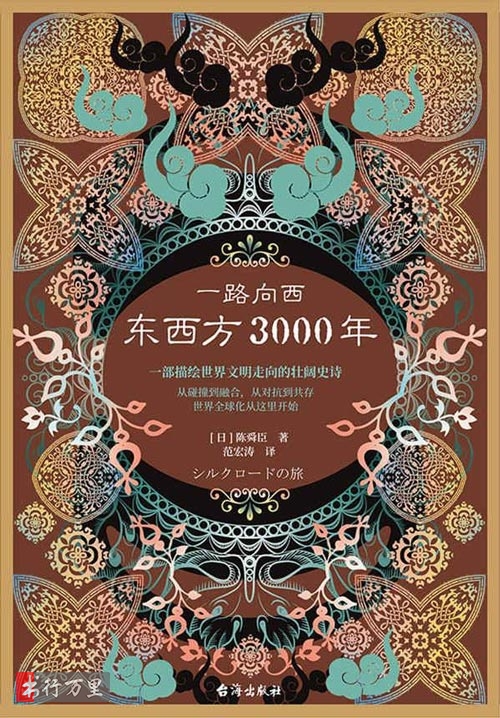 一路向西
东西方3000年
一部描绘世界文明走向的壮阔史诗
从碰撞到融合，从对抗到共存
世界全球化从这里开始
［日］陈舜臣 著
范宏涛 译
シルクロードの旅
书行万里
台海出版社